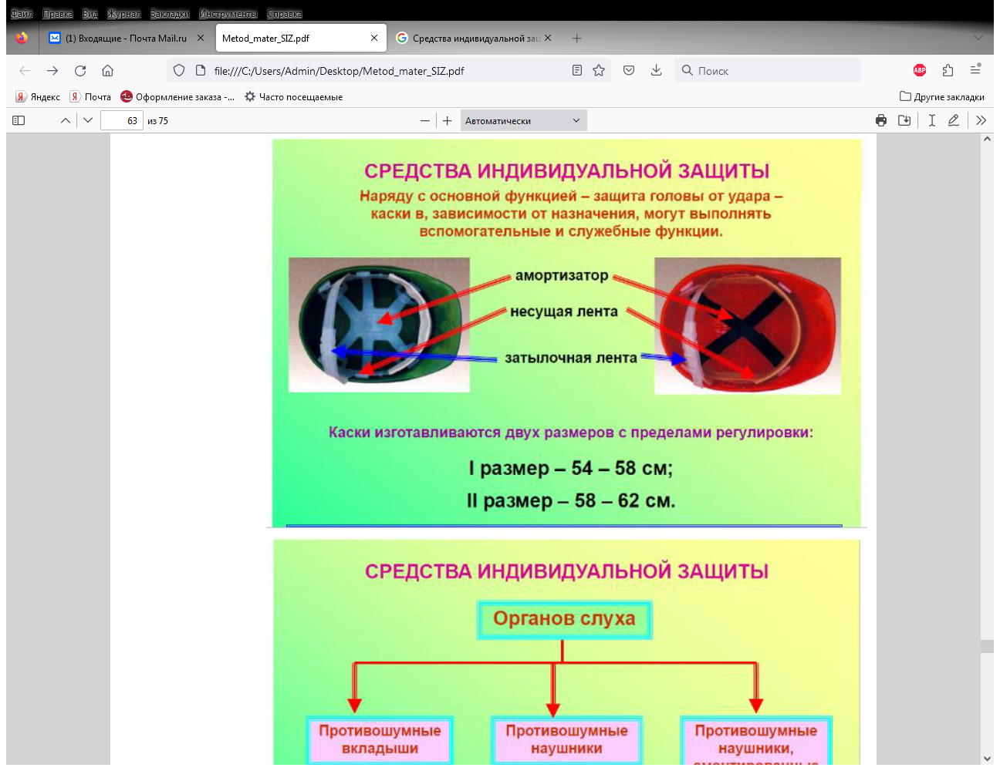 Файл Правка Вид Журнал Закладки Инструменты Справка
(1) Входящие - Почта Mail.ru
Metod_mater_SIZ.pdf
Средства индивидуальной защ
file:///C:/Users/Admin/Desktop/Metod_mater_SIZ.pdf
Поиск
ABP
Яндекс
Почта
Оформление заказа -...
Часто посещаемые
Другие закладки
63 из 75
Автоматически
СРЕДСТВА ИНДИВИДУАЛЬНОЙ ЗАЩИТЫ
Наряду с основной функцией – защита головы от удара –
каски в, зависимости от назначения, могут выполнять
вспомогательные и служебные функции.
амортизатор
несущая лента
затылочная лента
Каски изготавливаются двух размеров с пределами регулировки:
I размер – 54 – 58 см;
II размер – 58 – 62 см.
СРЕДСТВА ИНДИВИДУАЛЬНОЙ ЗАЩИТЫ
Органов слуха
Противошумные
вкладыши
Противошумные
наушники
Противошумные
наушники,